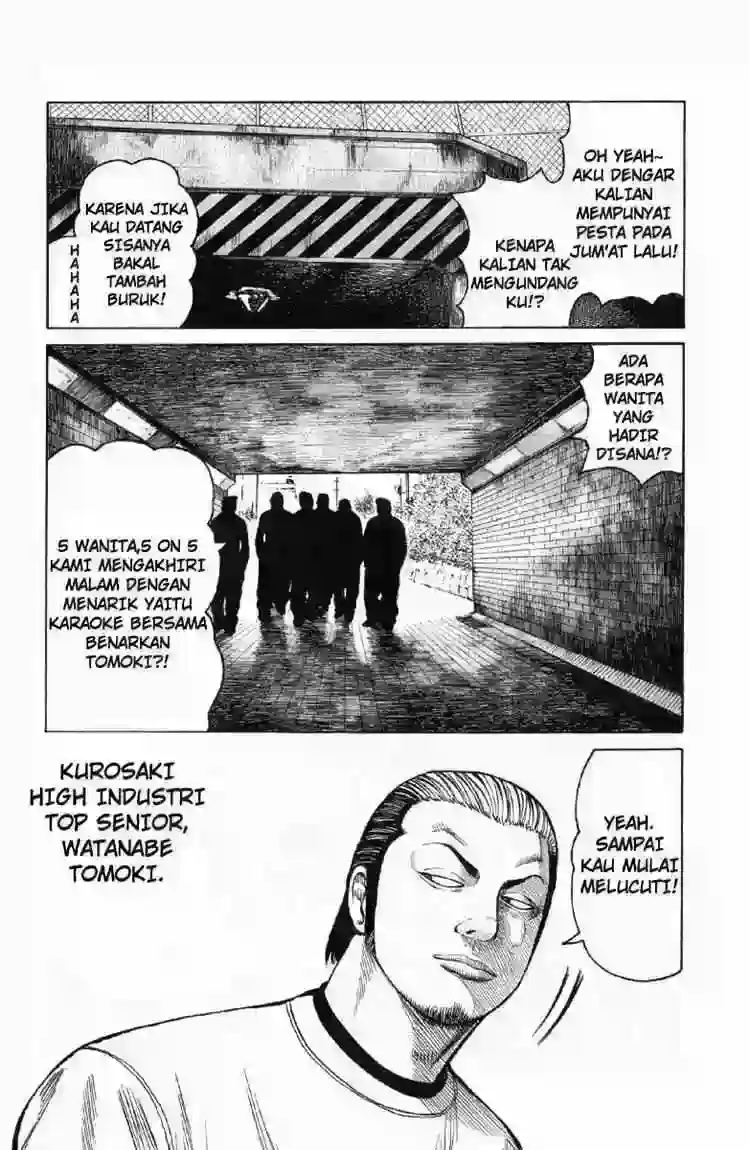 OH YEAH~
AKU DENGAR
KALIAN
MEMPUNYAI
PESTA PADA
JUM'AT LALU!
KENAPA
KALIAN TAK
MENGUNDANG
KU!?
KARENA JIKA
KAU DATANG
SISANYA
BAKAL
TAMBAH
BURUK!
HAHAHA
ADA
BERAPA
WANITA
YANG
HADIR
DISANA!?
5 WANITA,5 ON 5
KAMI MENGAKHIRI
MALAM DENGAN
MENARIK YAITU
KARAOKE BERSAMA
BENARKAN
TOMOKI?!
YEAH.
SAMPAI
KAU MULAI
MELUCUTI!
KUROSAKI
HIGH INDUSTRI
TOP SENIOR,
WATANABE
TOMOKI.